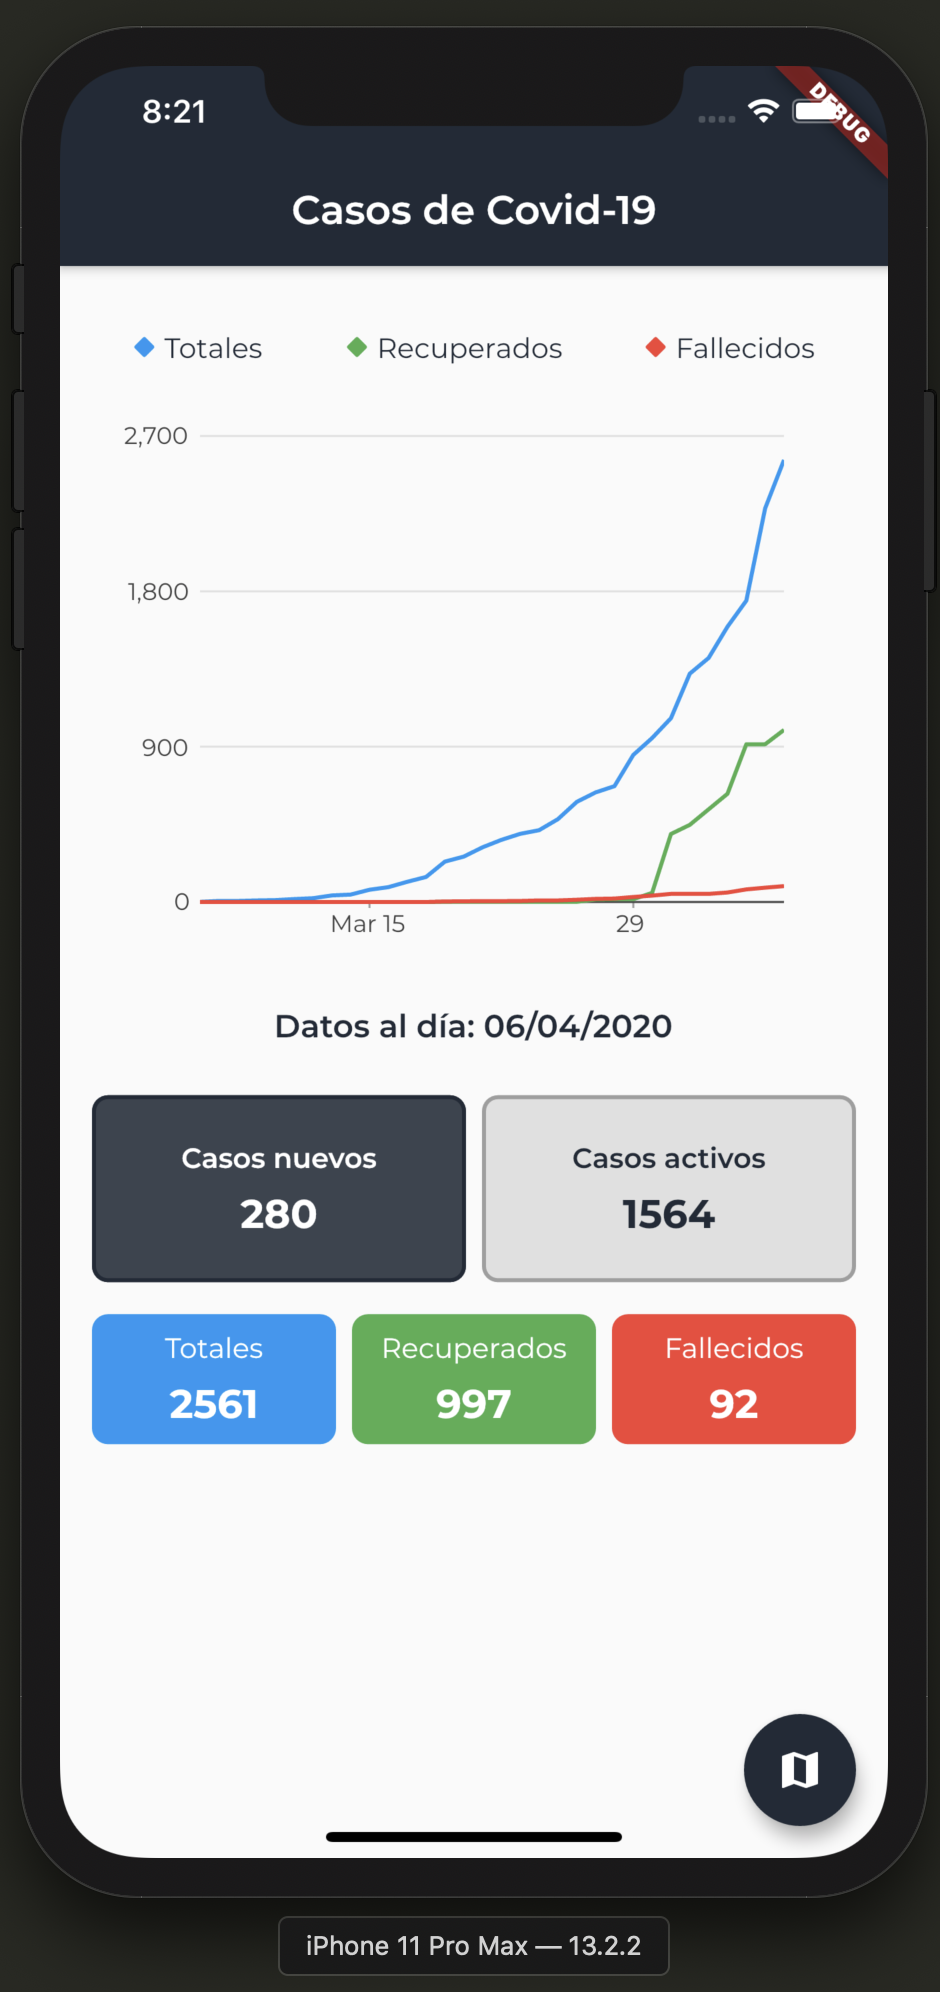 8:21
DEBUG
Casos de Covid-19
Totales Recuperados Fallecidos
2,700
1,800
900
0
Mar 15 29
Datos al día: 06/04/2020
Casos nuevos Casos activos
280 1564
Totales Recuperados Fallecidos
2561 997 92
iPhone 11 Pro Max — 13.2.2